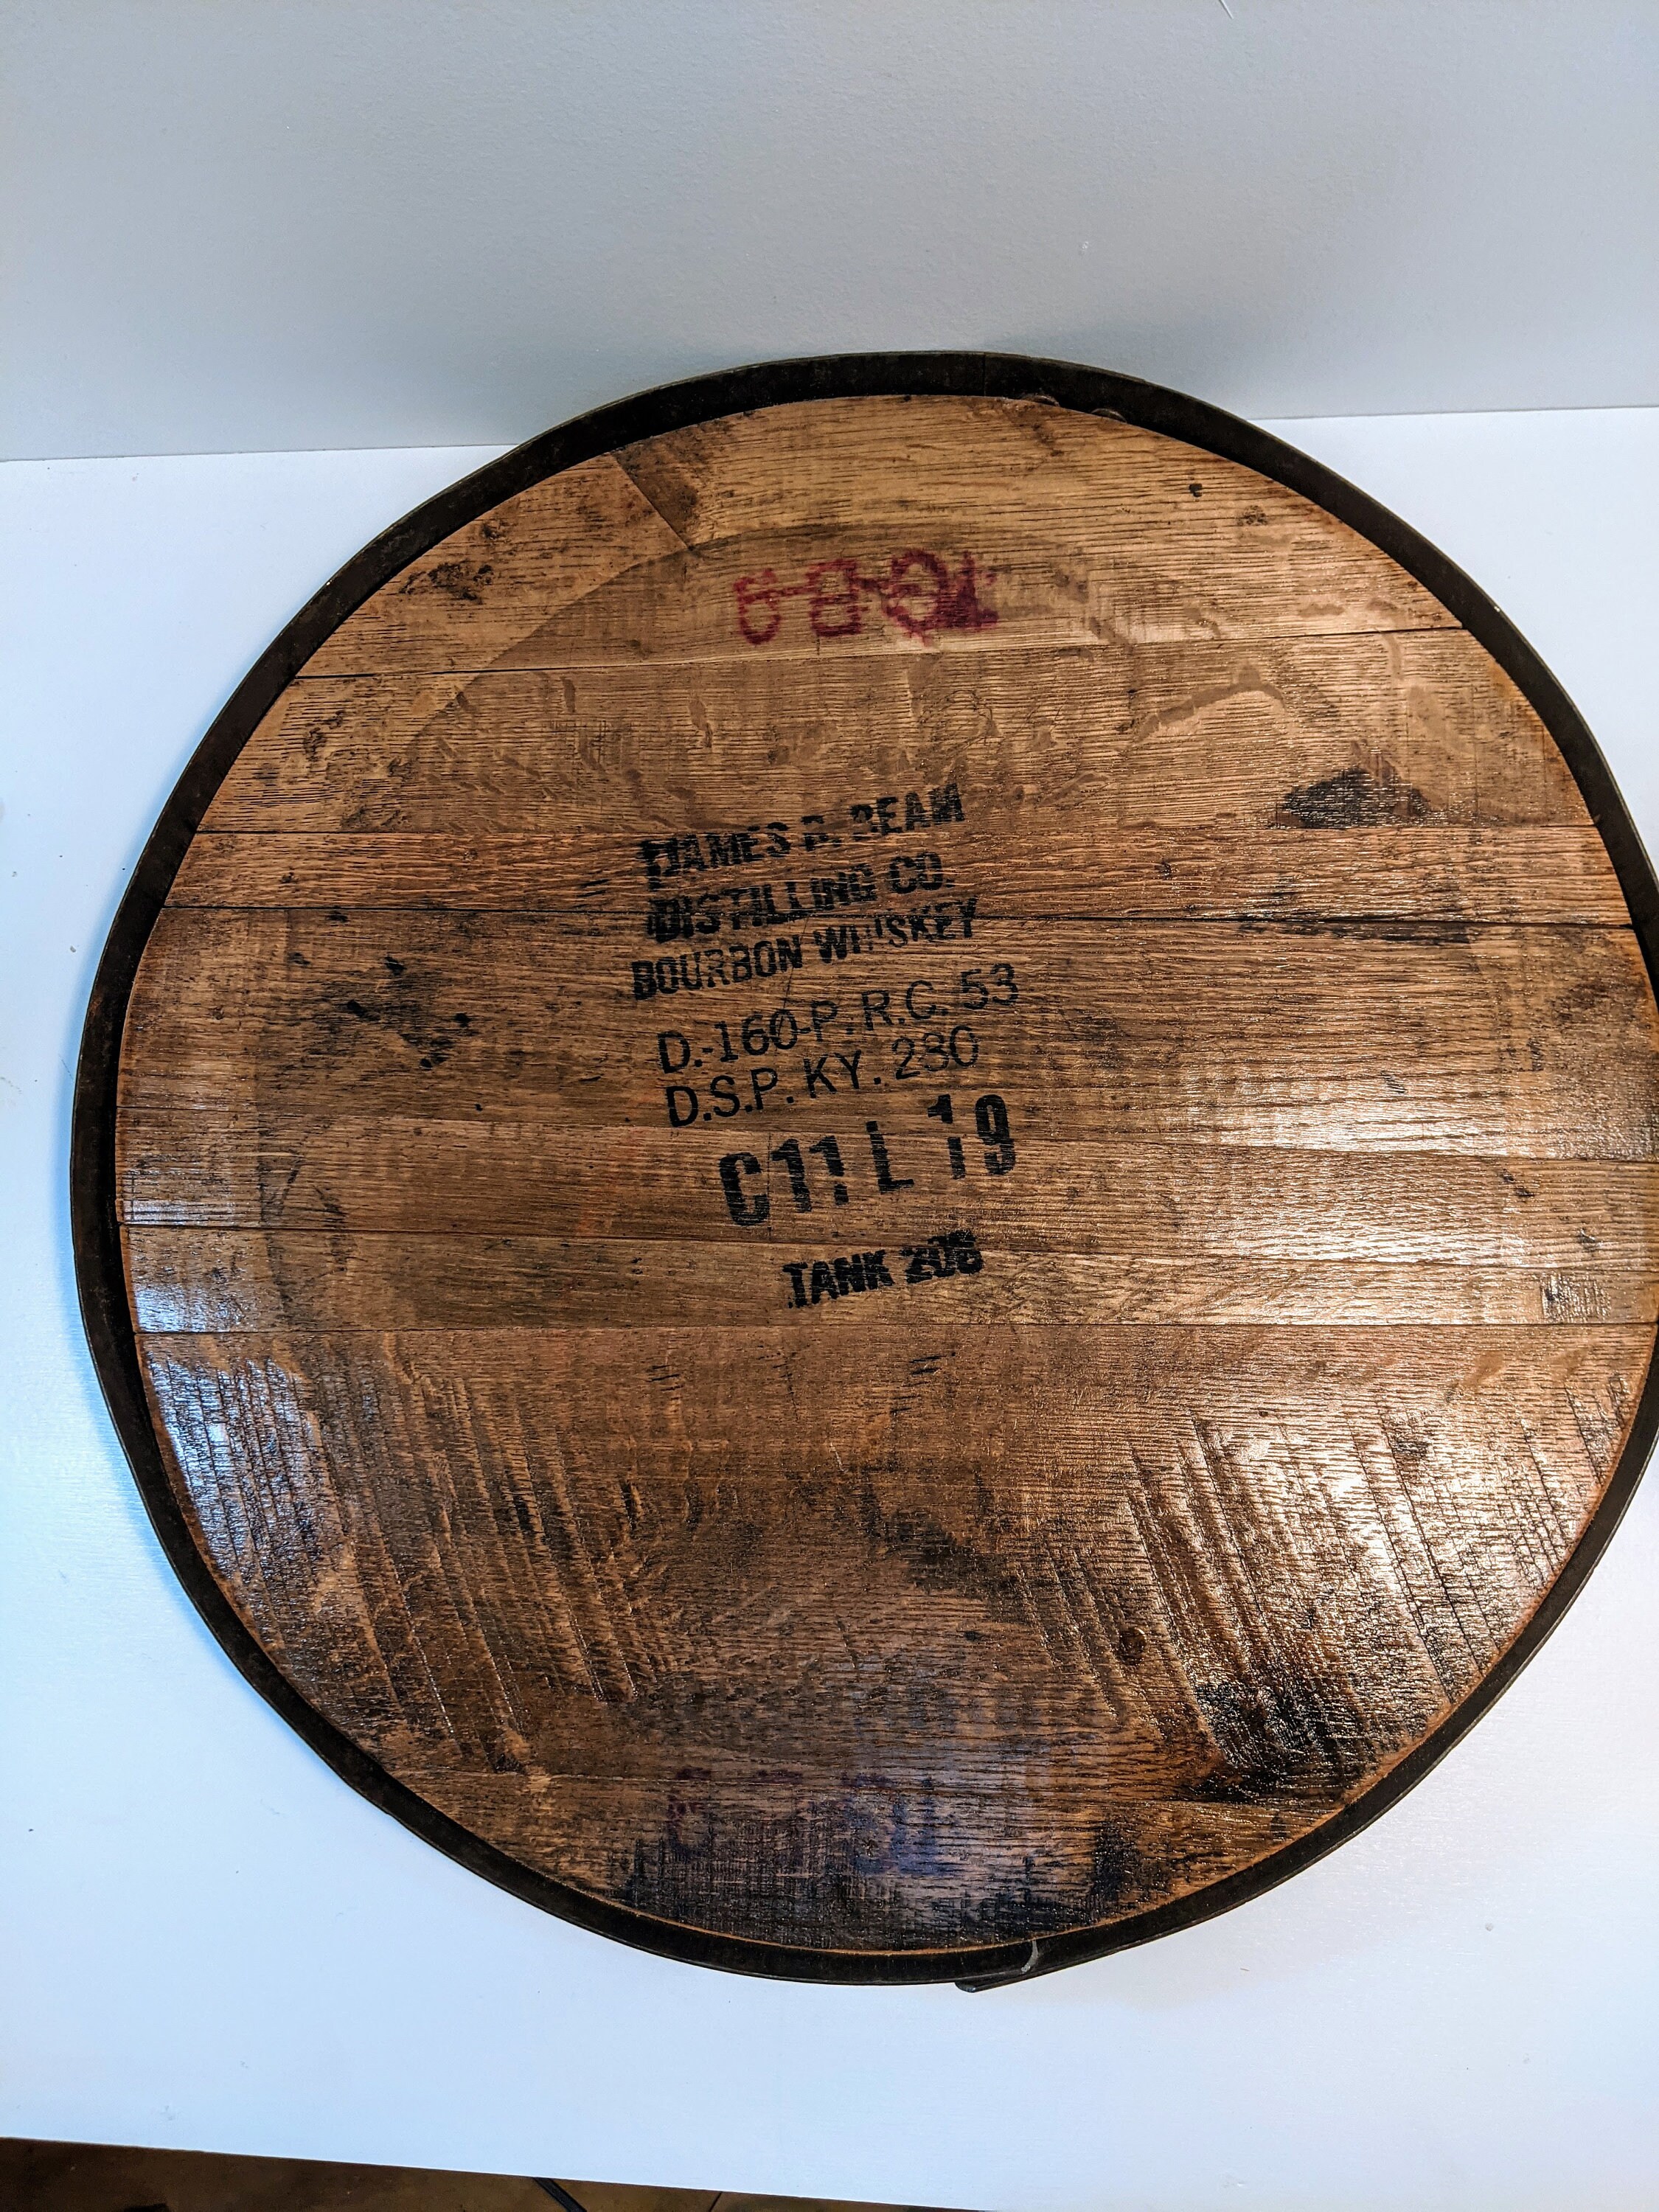 JAMES B. BEAM
DISTILLING CO.
BOURBON WHISKEY
D.-160-P. R.C. 53
D.S.P. KY. 230
C11 L 19
TANK 206